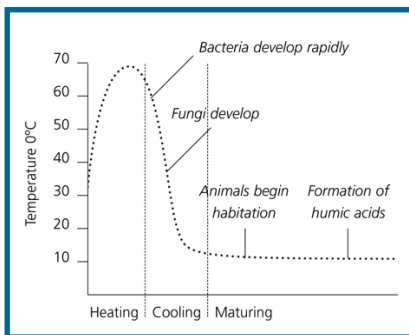 Temperature 0°C
70
60
50
40
30
20
10
Bacteria develop rapidly
Fungi develop
Animals begin
habitation
Formation of
humic acids
Heating
Cooling
Maturing